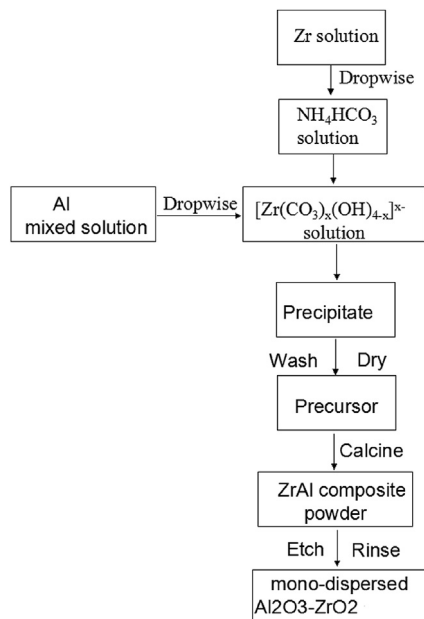 Zr solution
Dropwise
NH₄HCO₃
solution
Al
mixed solution
Dropwise
[Zr(CO₃)ₓ(OH)₄₋ₓ]ˣ⁻
solution
Precipitate
Wash Dry
Precursor
Calcine
ZrAl composite
powder
Etch Rinse
mono-dispersed
Al2O3-ZrO2